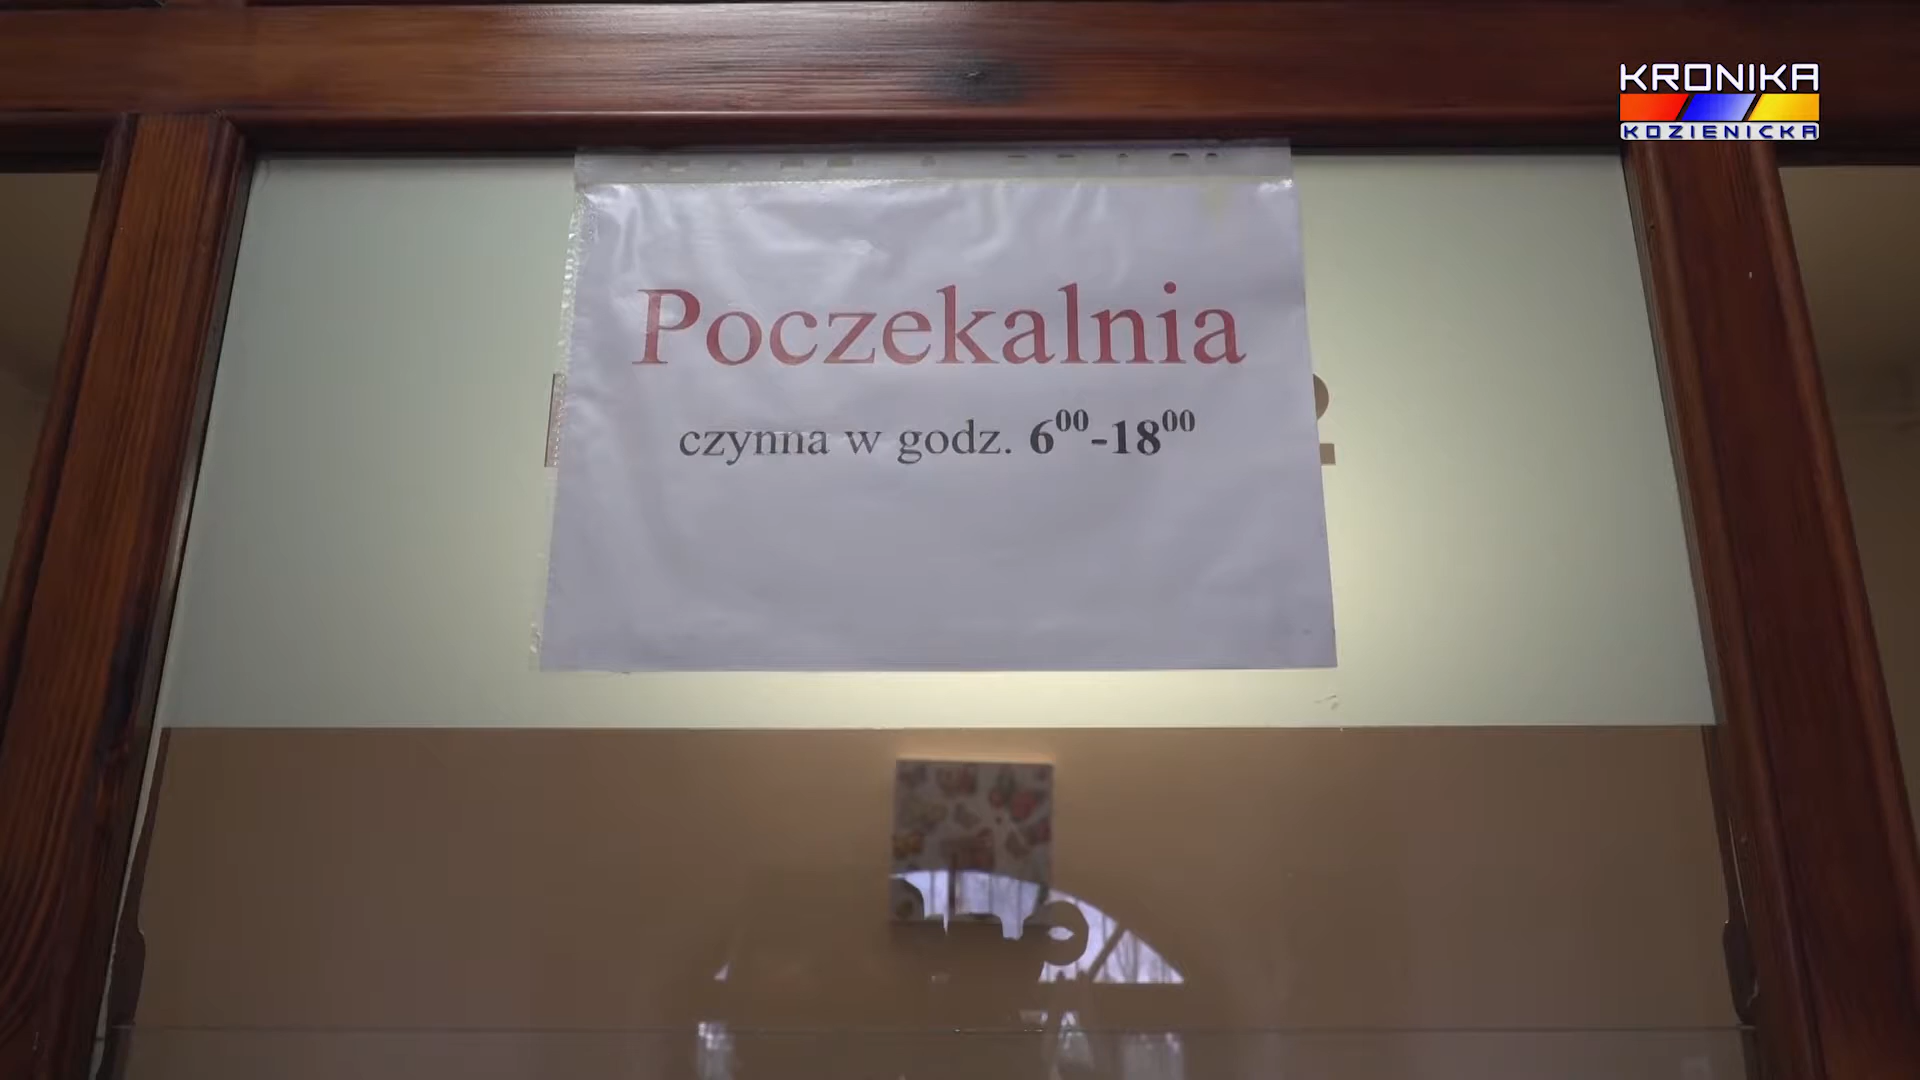 KRONIKA
KOZIENICKA
Poczekalnia
czynna w godz. 6⁰⁰-18⁰⁰